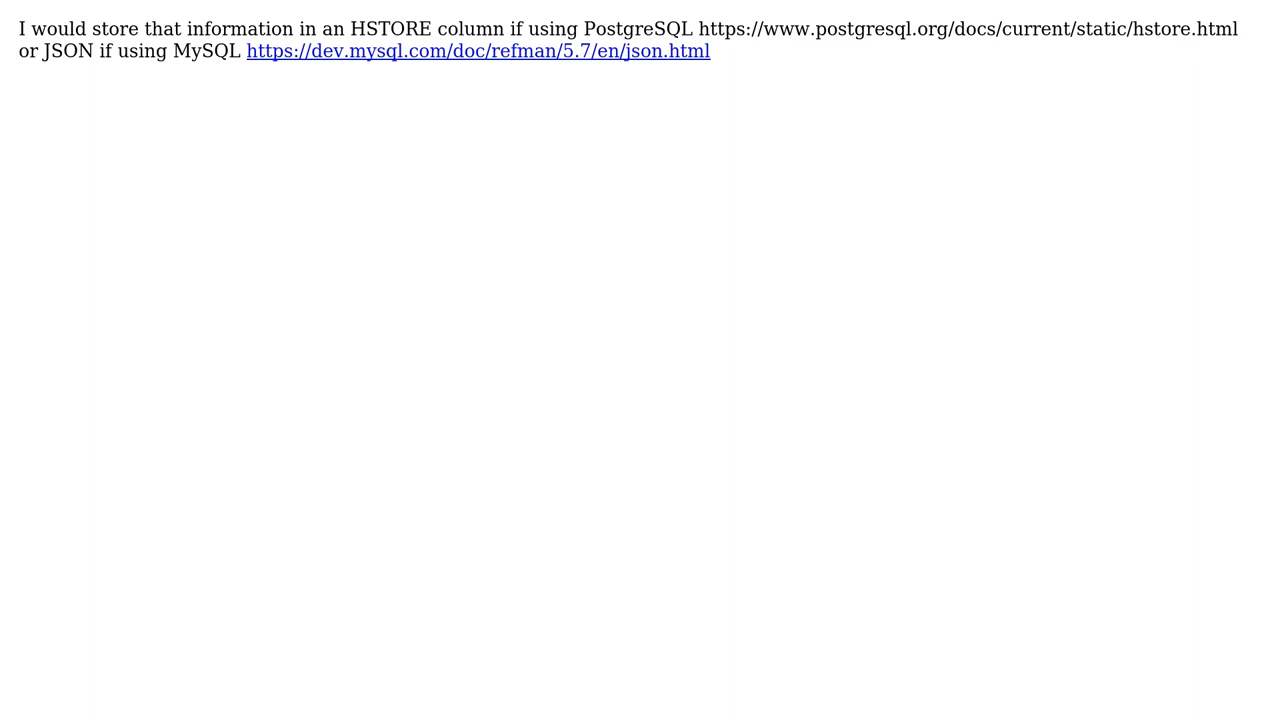 I would store that information in an HSTORE column if using PostgreSQL https://www.postgresql.org/docs/current/static/hstore.html
or JSON if using MySQL https://dev.mysql.com/doc/refman/5.7/en/json.html